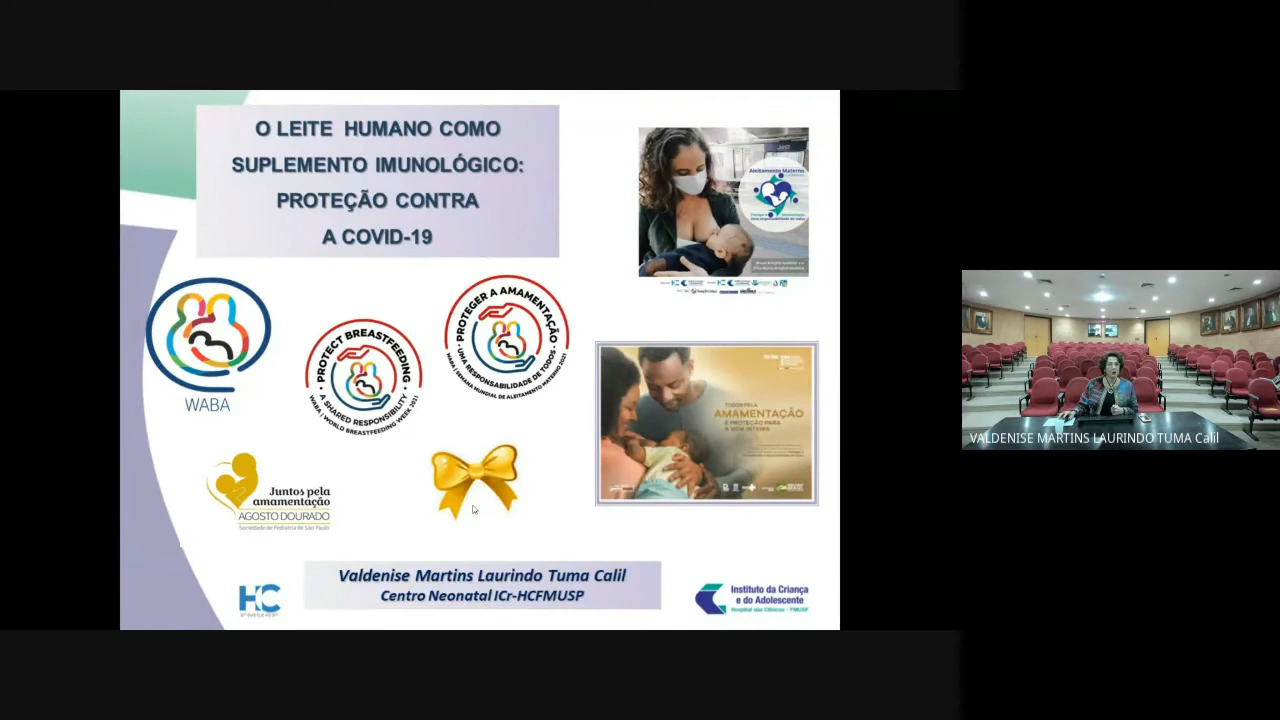 O LEITE HUMANO COMO
SUPLEMENTO IMUNOLÓGICO:
PROTEÇÃO CONTRA
A COVID-19
Aleitamento Materno
WABA
• PROTECT BREASTFEEDING •
A SHARED RESPONSIBILITY
WABA | WORLD BREASTFEEDING WEEK 2021
• PROTEGER A AMAMENTAÇÃO •
UMA RESPONSABILIDADE DE TODOS
WABA | SEMANA MUNDIAL DE ALEITAMENTO MATERNO 2021
TODOS PELA
AMAMENTAÇÃO
É PROTEÇÃO PARA
A VIDA INTEIRA
Juntos pela
amamentação
AGOSTO DOURADO
Sociedade de Pediatria de São Paulo
Valdenise Martins Laurindo Tuma Calil
Centro Neonatal ICr-HCFMUSP
HC
Instituto da Criança
e do Adolescente
Hospital das Clínicas - FMUSP
VALDENISE MARTINS LAURINDO TUMA Calil